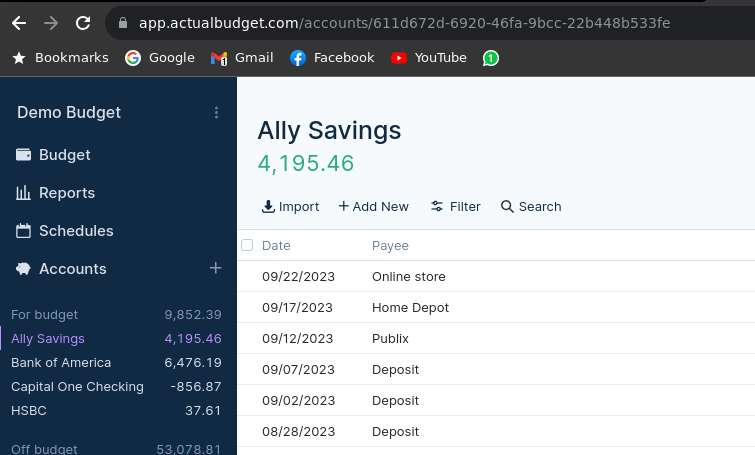 app.actualbudget.com/accounts/611d672d-6920-46fa-9bcc-22b448b533fe
Bookmarks Google Gmail Facebook YouTube 1
Demo Budget
Budget
Reports
Schedules
Accounts +
For budget 9,852.39
Ally Savings 4,195.46
Bank of America 6,476.19
Capital One Checking -856.87
HSBC 37.61
Off budget 53,078.81
Ally Savings
4,195.46
Import + Add New Filter Search
Date Payee
09/22/2023 Online store
09/17/2023 Home Depot
09/12/2023 Publix
09/07/2023 Deposit
09/02/2023 Deposit
08/28/2023 Deposit